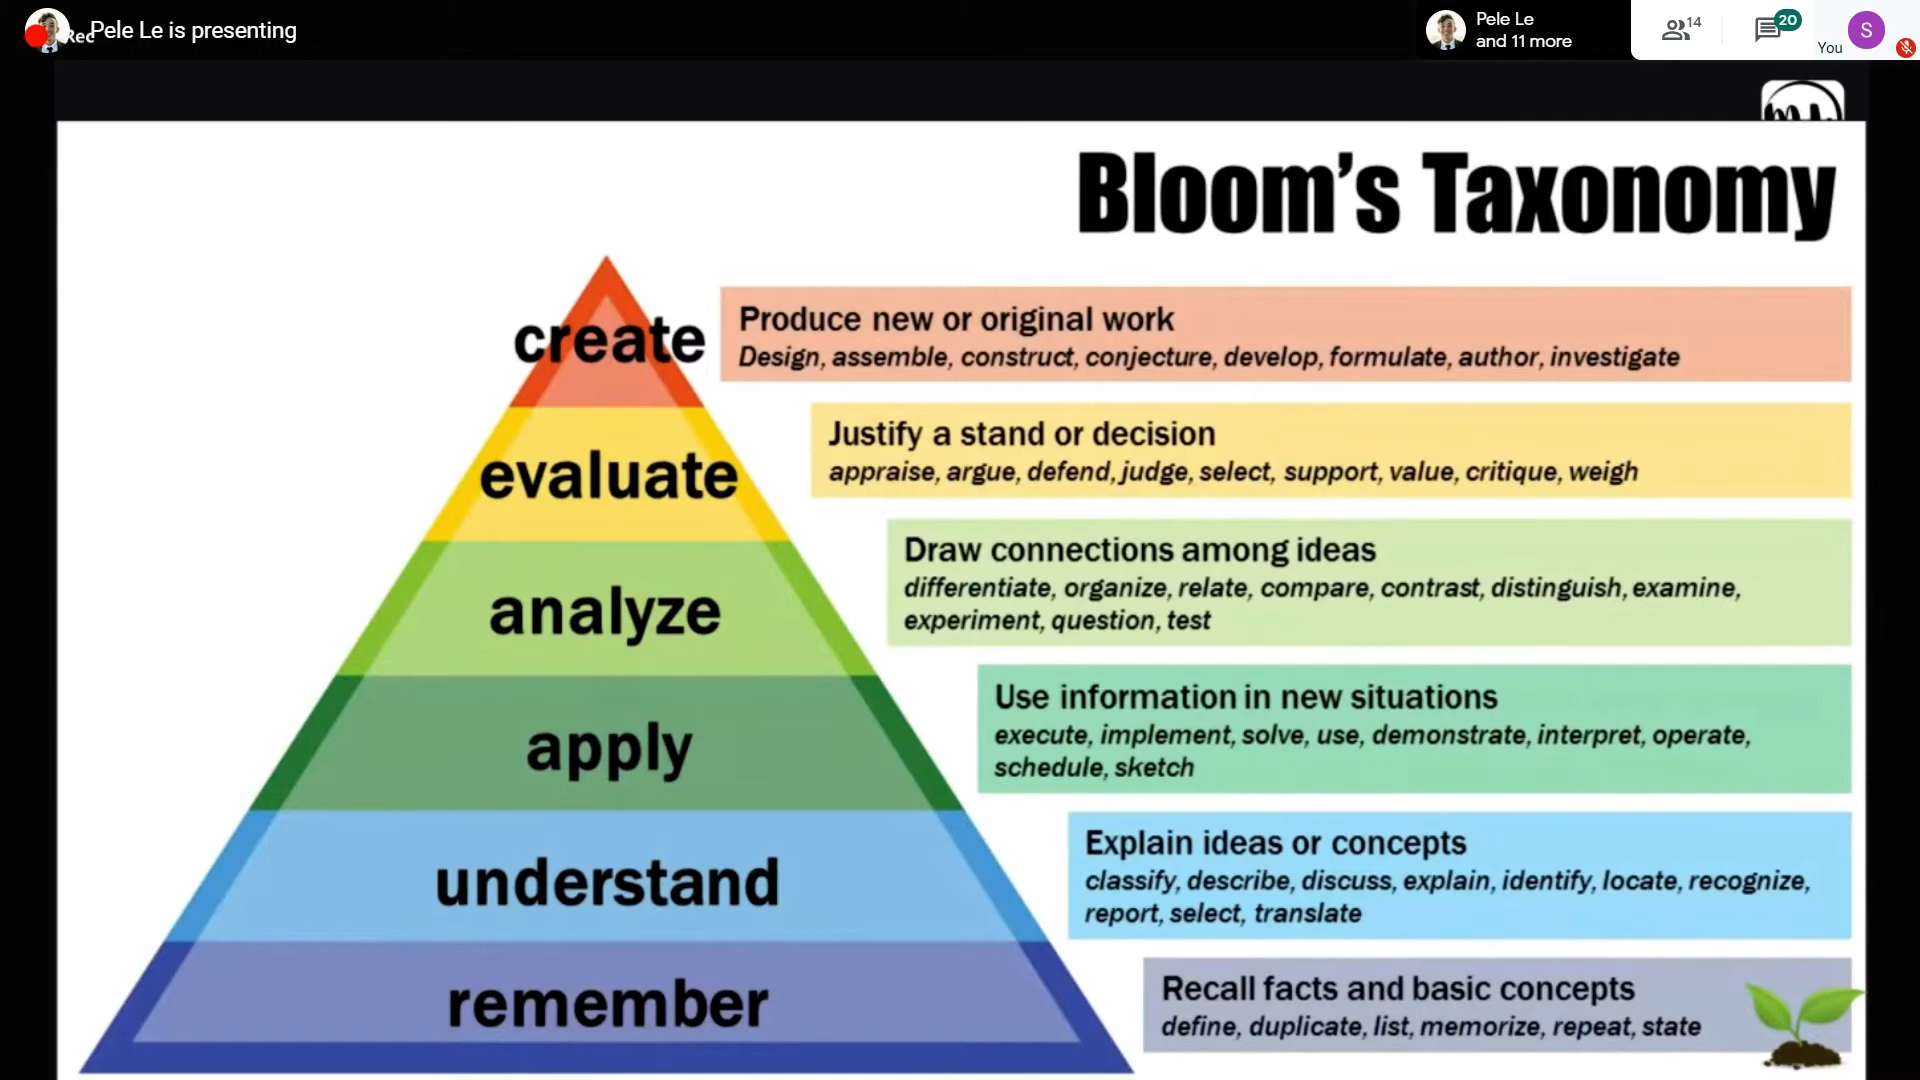 Rec
Pele Le is presenting
Pele Le
and 11 more
14
20
You
S
Bloom's Taxonomy
create
Produce new or original work
Design, assemble, construct, conjecture, develop, formulate, author, investigate
evaluate
Justify a stand or decision
appraise, argue, defend, judge, select, support, value, critique, weigh
analyze
Draw connections among ideas
differentiate, organize, relate, compare, contrast, distinguish, examine,
experiment, question, test
apply
Use information in new situations
execute, implement, solve, use, demonstrate, interpret, operate,
schedule, sketch
understand
Explain ideas or concepts
classify, describe, discuss, explain, identify, locate, recognize,
report, select, translate
remember
Recall facts and basic concepts
define, duplicate, list, memorize, repeat, state